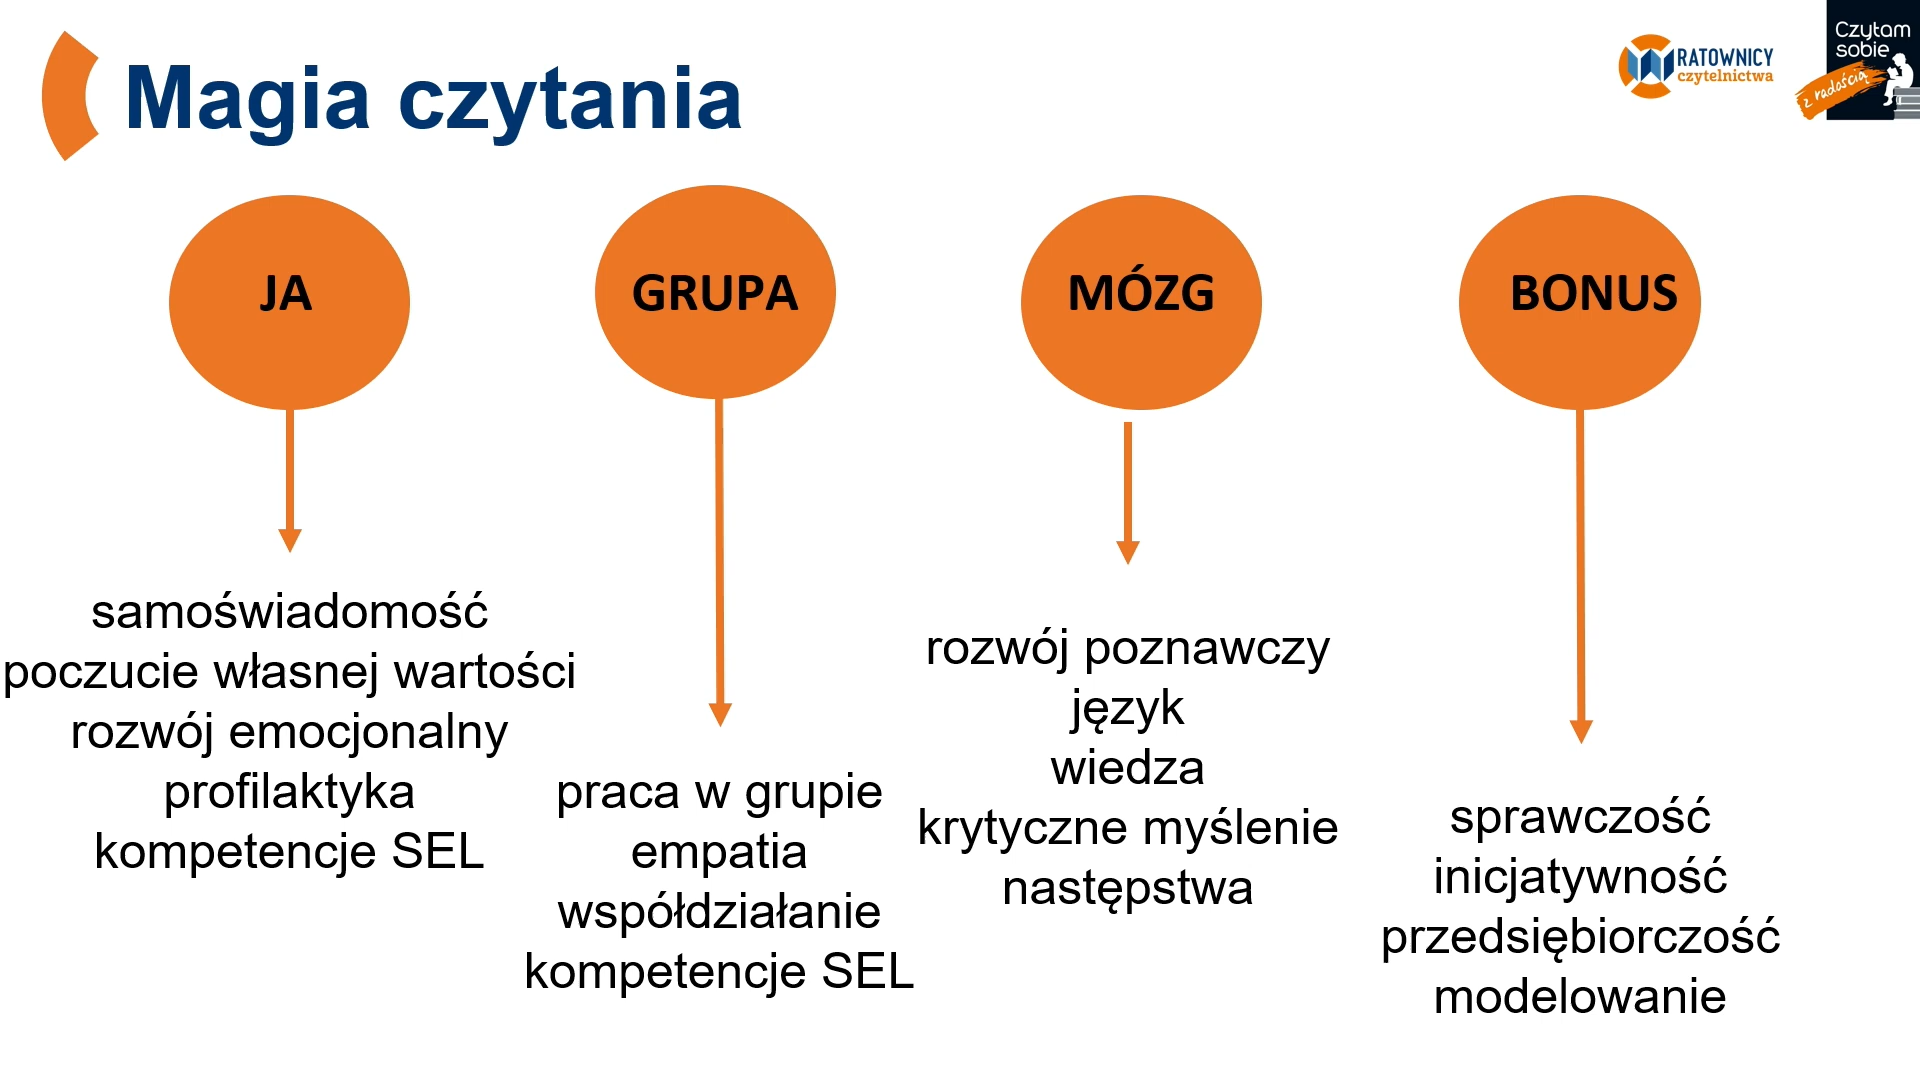 Magia czytania
RATOWNICY
czytelnictwa
Czytam
sobie
z radością
JA
samoświadomość
poczucie własnej wartości
rozwój emocjonalny
profilaktyka
kompetencje SEL
GRUPA
praca w grupie
empatia
współdziałanie
kompetencje SEL
MÓZG
rozwój poznawczy
język
wiedza
krytyczne myślenie
następstwa
BONUS
sprawczość
inicjatywność
przedsiębiorczość
modelowanie